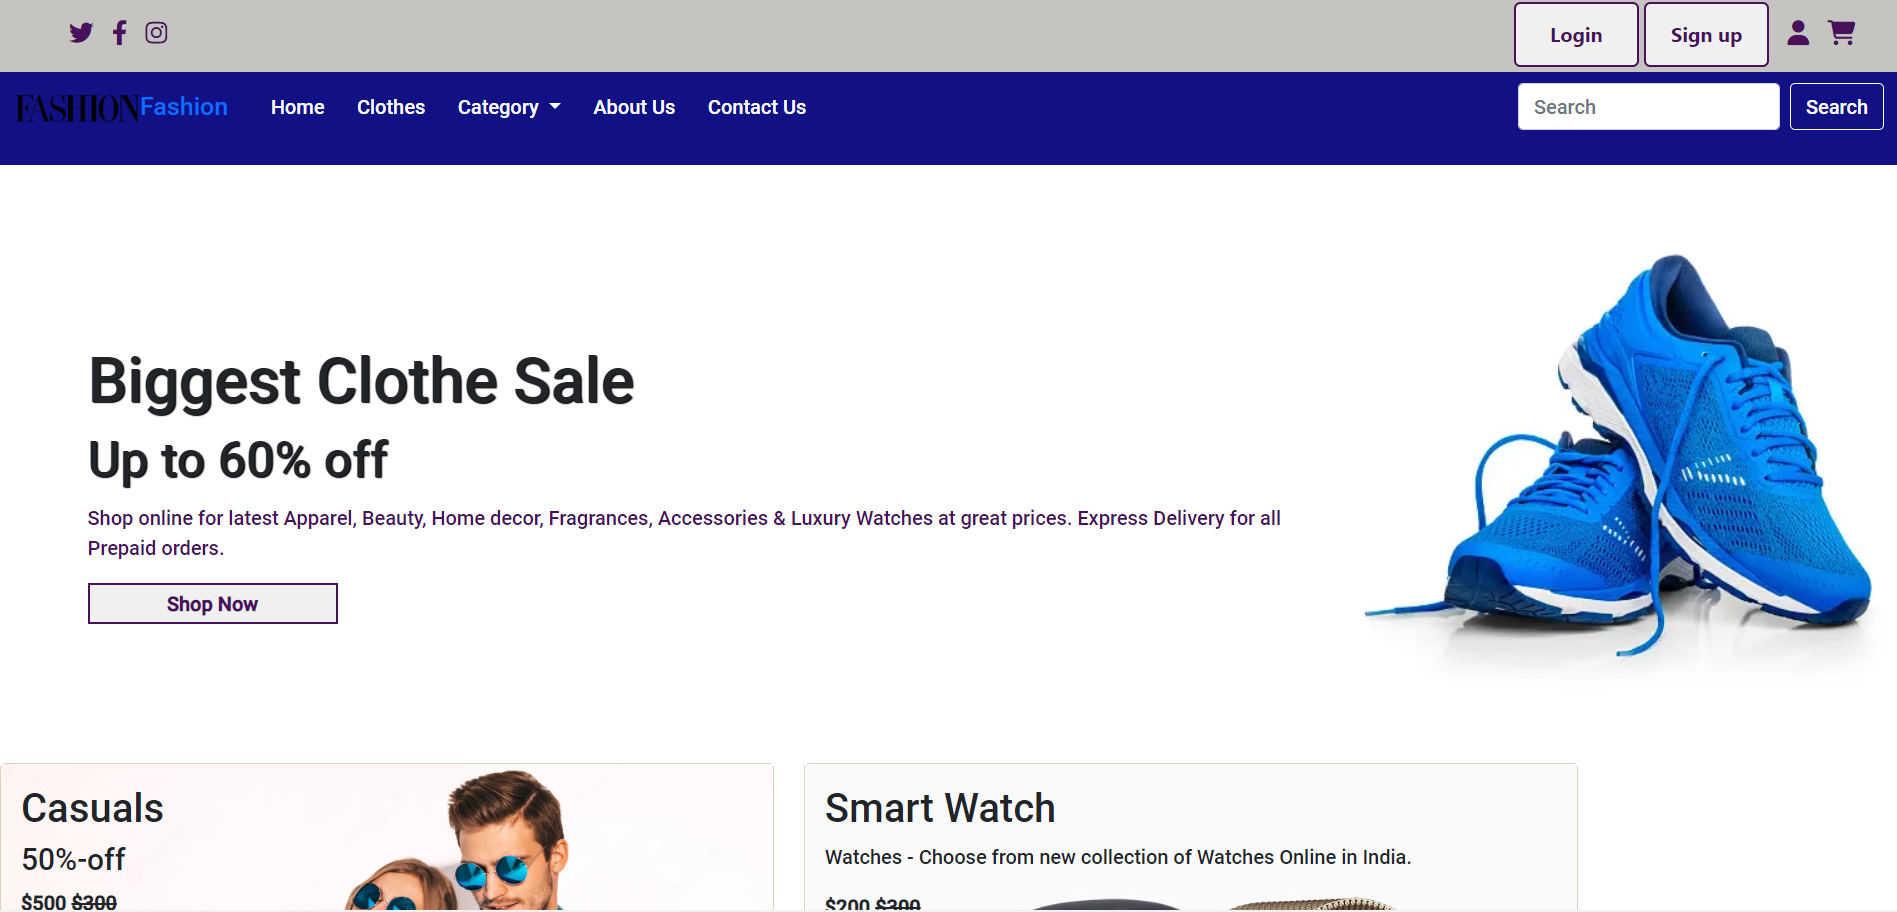 Login Sign up
FASHIONFashion Home Clothes Category About Us Contact Us Search Search
Biggest Clothe Sale
Up to 60% off
Shop online for latest Apparel, Beauty, Home decor, Fragrances, Accessories & Luxury Watches at great prices. Express Delivery for all
Prepaid orders.
Shop Now
Casuals
50%-off
$500 $300
Smart Watch
Watches - Choose from new collection of Watches Online in India.
$200 $300